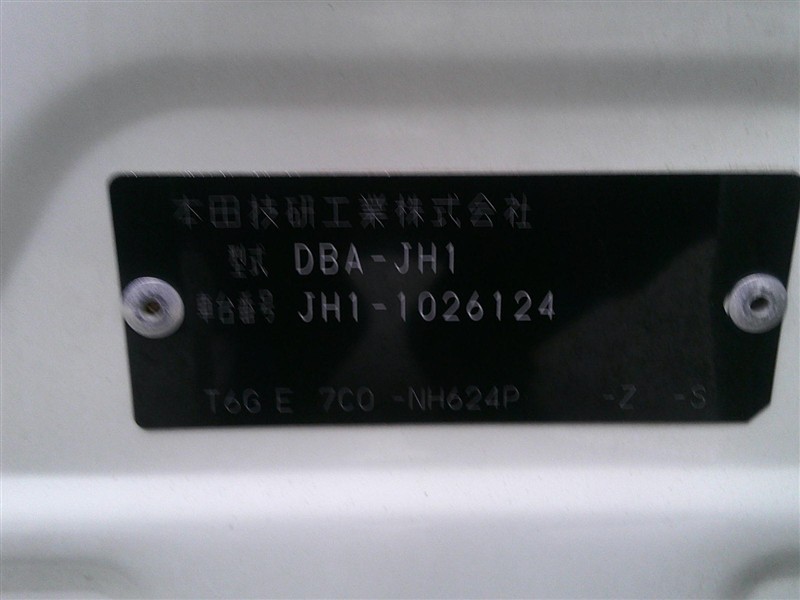 本田技研工業株式会社
型式 DBA-JH1
車台番号 JH1-1026124
T6G E 7C0 -NH624P -Z -S